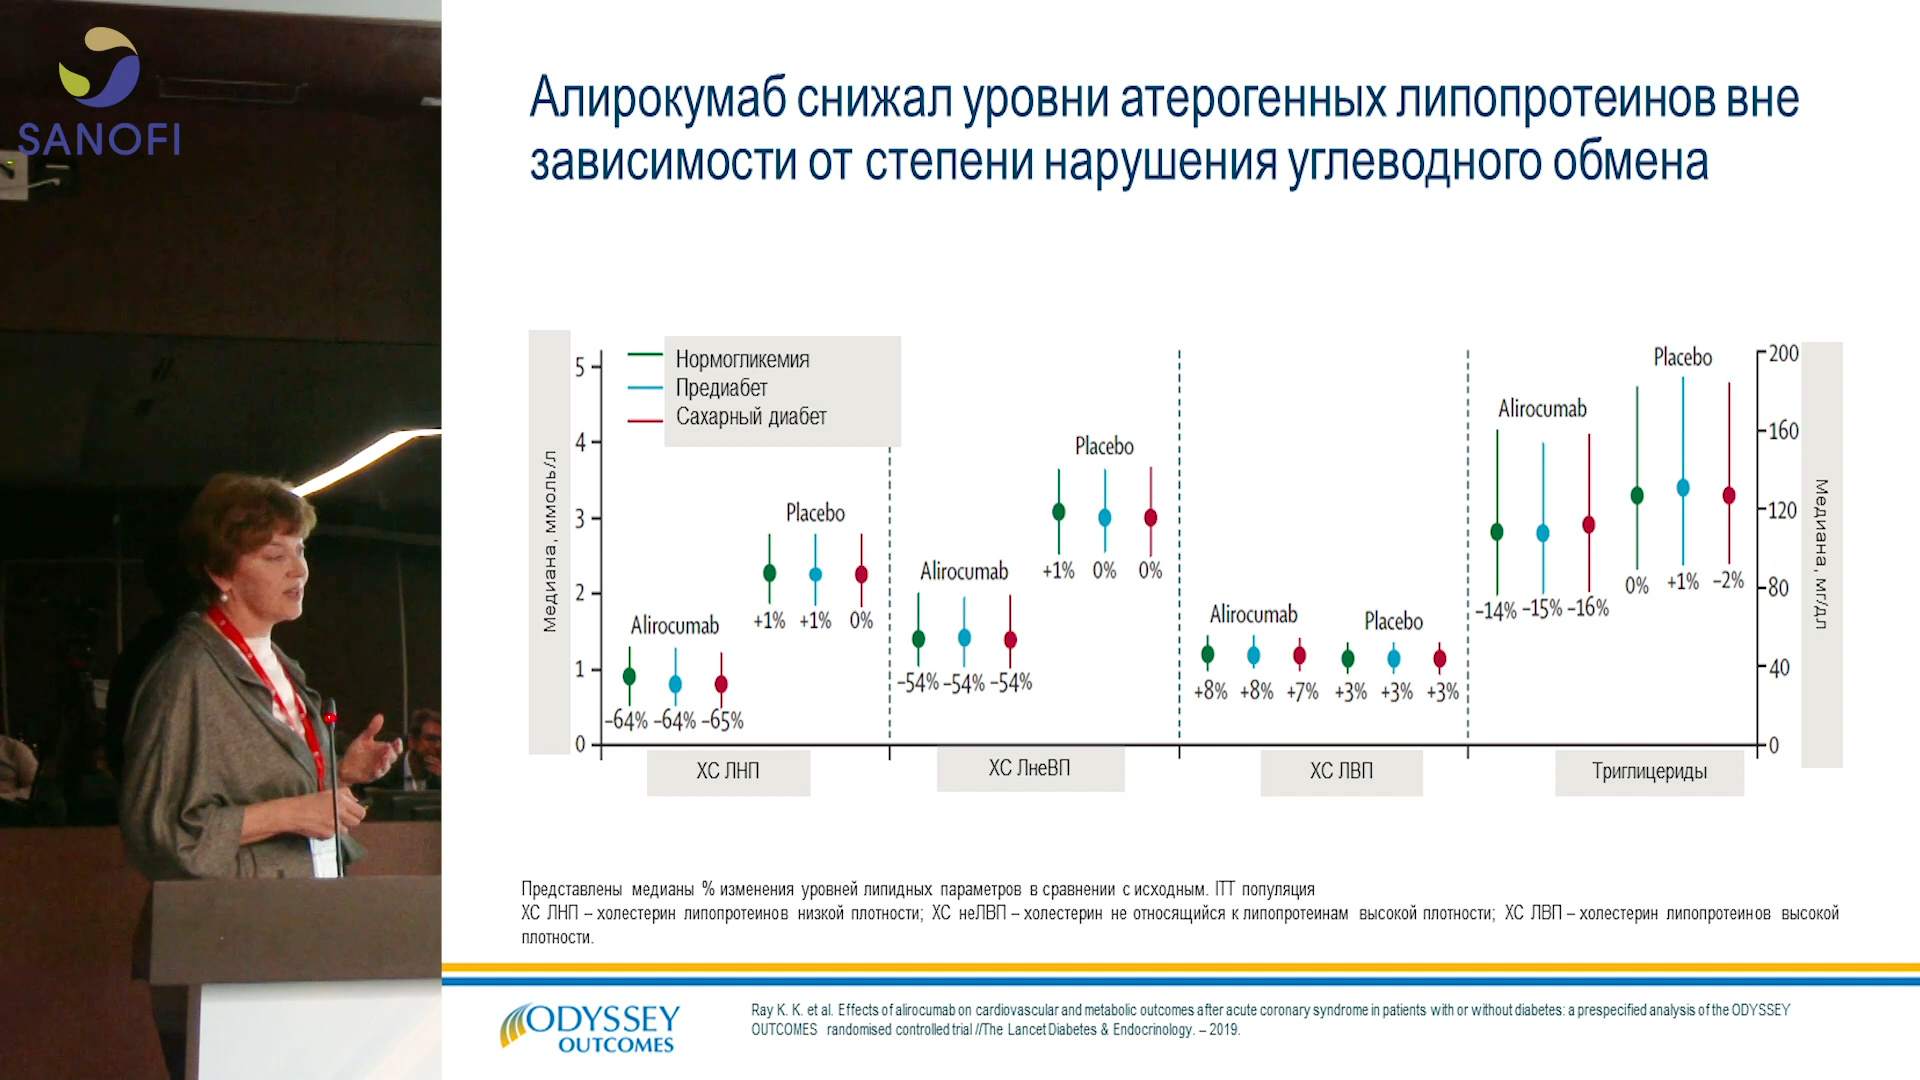 SANOFI
Алирокумаб снижал уровни атерогенных липопротеинов вне
зависимости от степени нарушения углеводного обмена
Медиана, ммоль/л
5
4
3
2
1
0
Нормогликемия
Предиабет
Сахарный диабет
Alirocumab
–64% –64% –65%
Placebo
+1% +1% 0%
Alirocumab
–54% –54% –54%
Placebo
+1% 0% 0%
Alirocumab
+8% +8% +7%
Placebo
+3% +3% +3%
Alirocumab
–14% –15% –16%
Placebo
0% +1% –2%
200
160
120
80
40
0
Медиана, мг/дл
ХС ЛНП
ХС ЛнеВП
ХС ЛВП
Триглицериды
Представлены медианы % изменения уровней липидных параметров в сравнении с исходным. ITT популяция
ХС ЛНП – холестерин липопротеинов низкой плотности; ХС неЛВП – холестерин не относящийся к липопротеинам высокой плотности; ХС ЛВП – холестерин липопротеинов высокой
плотности.
ODYSSEY
OUTCOMES
Ray K. K. et al. Effects of alirocumab on cardiovascular and metabolic outcomes after acute coronary syndrome in patients with or without diabetes: a prespecified analysis of the ODYSSEY
OUTCOMES randomised controlled trial //The Lancet Diabetes & Endocrinology. – 2019.